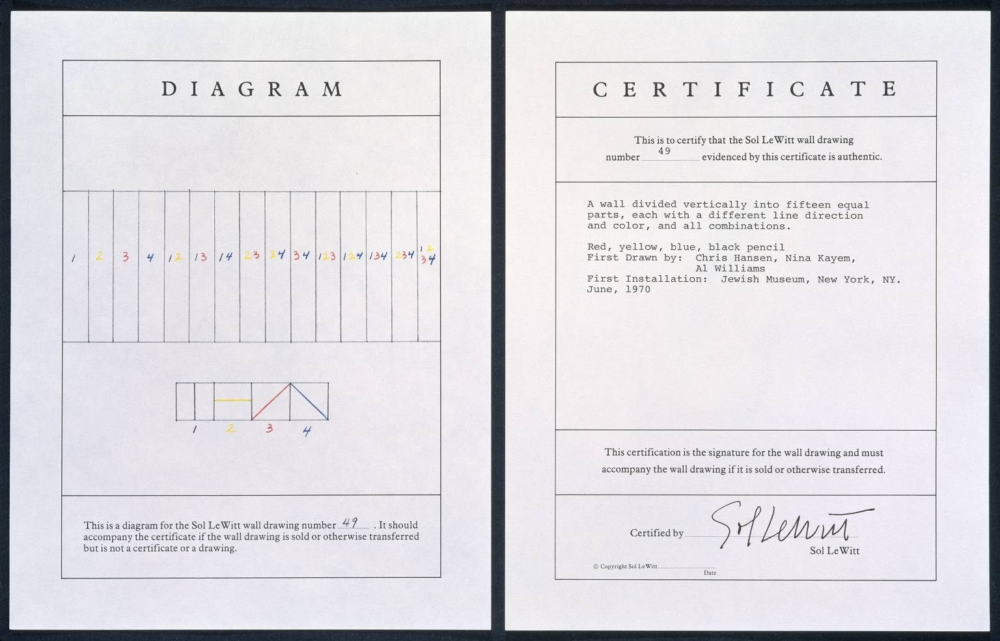 DIAGRAM
1 2 3 4 12 13 14 23 24 34 123 124 134 234 12
34
1 2 3 4
This is a diagram for the Sol LeWitt wall drawing number 49 . It should
accompany the certificate if the wall drawing is sold or otherwise transferred
but is not a certificate or a drawing.
CERTIFICATE
This is to certify that the Sol LeWitt wall drawing
number 49 evidenced by this certificate is authentic.
A wall divided vertically into fifteen equal
parts, each with a different line direction
and color, and all combinations.
Red, yellow, blue, black pencil
First Drawn by: Chris Hansen, Nina Kayem,
Al Williams
First Installation: Jewish Museum, New York, NY.
June, 1970
This certification is the signature for the wall drawing and must
accompany the wall drawing if it is sold or otherwise transferred.
Certified by Sol LeWitt
Sol LeWitt
© Copyright Sol LeWitt
Date